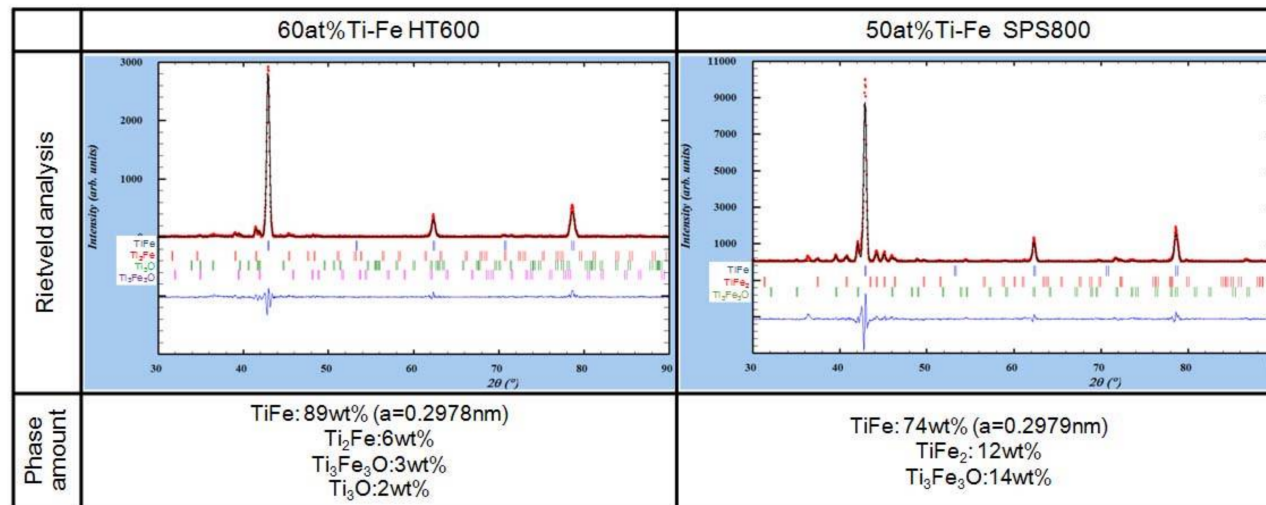 60at%Ti-Fe HT600
50at%Ti-Fe SPS800
Rietveld analysis
Intensity (arb. units)
3000
2000
1000
0
TiFe
Ti₂Fe
Ti₃O
Ti₃Fe₃O
30 40 50 60 70 80 90
2θ (°)
Intensity (arb. units)
11000
9000
7000
5000
3000
1000
TiFe
TiFe₂
Ti₃Fe₃O
30 40 50 60 70 80
2θ (°)
Phase amount
TiFe: 89wt% (a=0.2978nm)
Ti₂Fe:6wt%
Ti₃Fe₃O:3wt%
Ti₃O:2wt%
TiFe: 74wt% (a=0.2979nm)
TiFe₂: 12wt%
Ti₃Fe₃O:14wt%